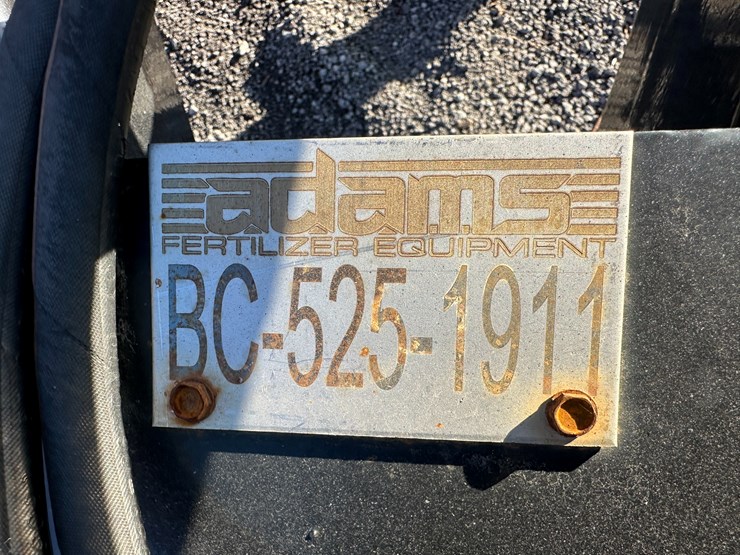 adams
FERTILIZER EQUIPMENT
BC-525-1911